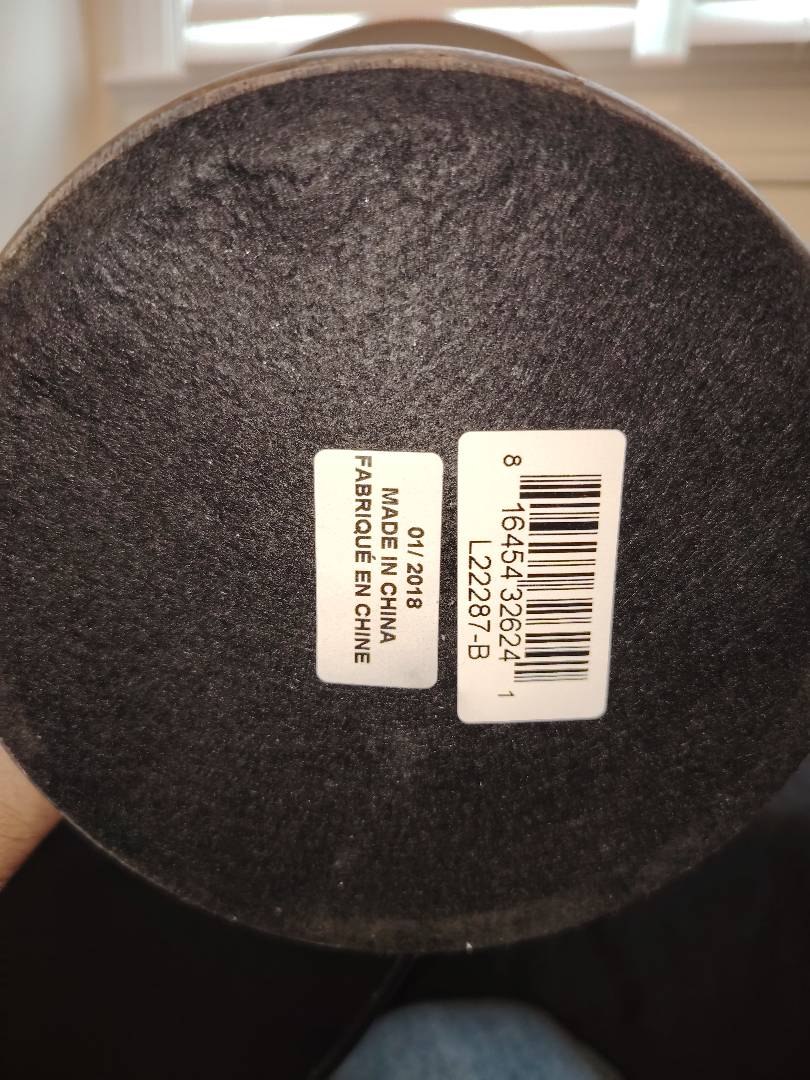 01/ 2018
MADE IN CHINA
FABRIQUÉ EN CHINE
8 16454 32624 1
L22287-B